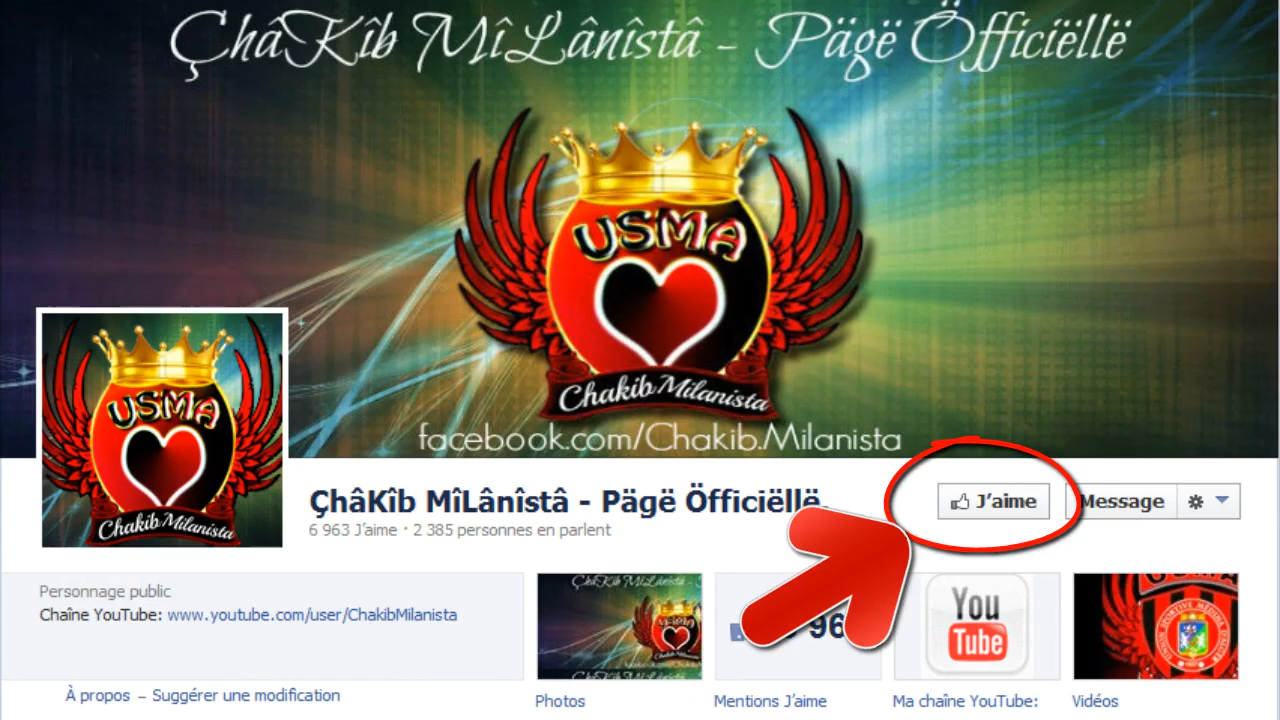 ÇhâKîb MîLânîstâ - Pägë Öfficiëllë
USMA
Chakib Milanista
facebook.com/Chakib.Milanista
USMA
Chakib Milanista
ÇhâKîb MîLânîstâ - Pägë Öfficiëllë
J'aime
Message
6 963 J'aime · 2 385 personnes en parlent
Personnage public
Chaîne YouTube: www.youtube.com/user/ChakibMilanista
You
Tube
À propos – Suggérer une modification
Photos
Mentions J'aime
Ma chaîne YouTube:
Vidéos